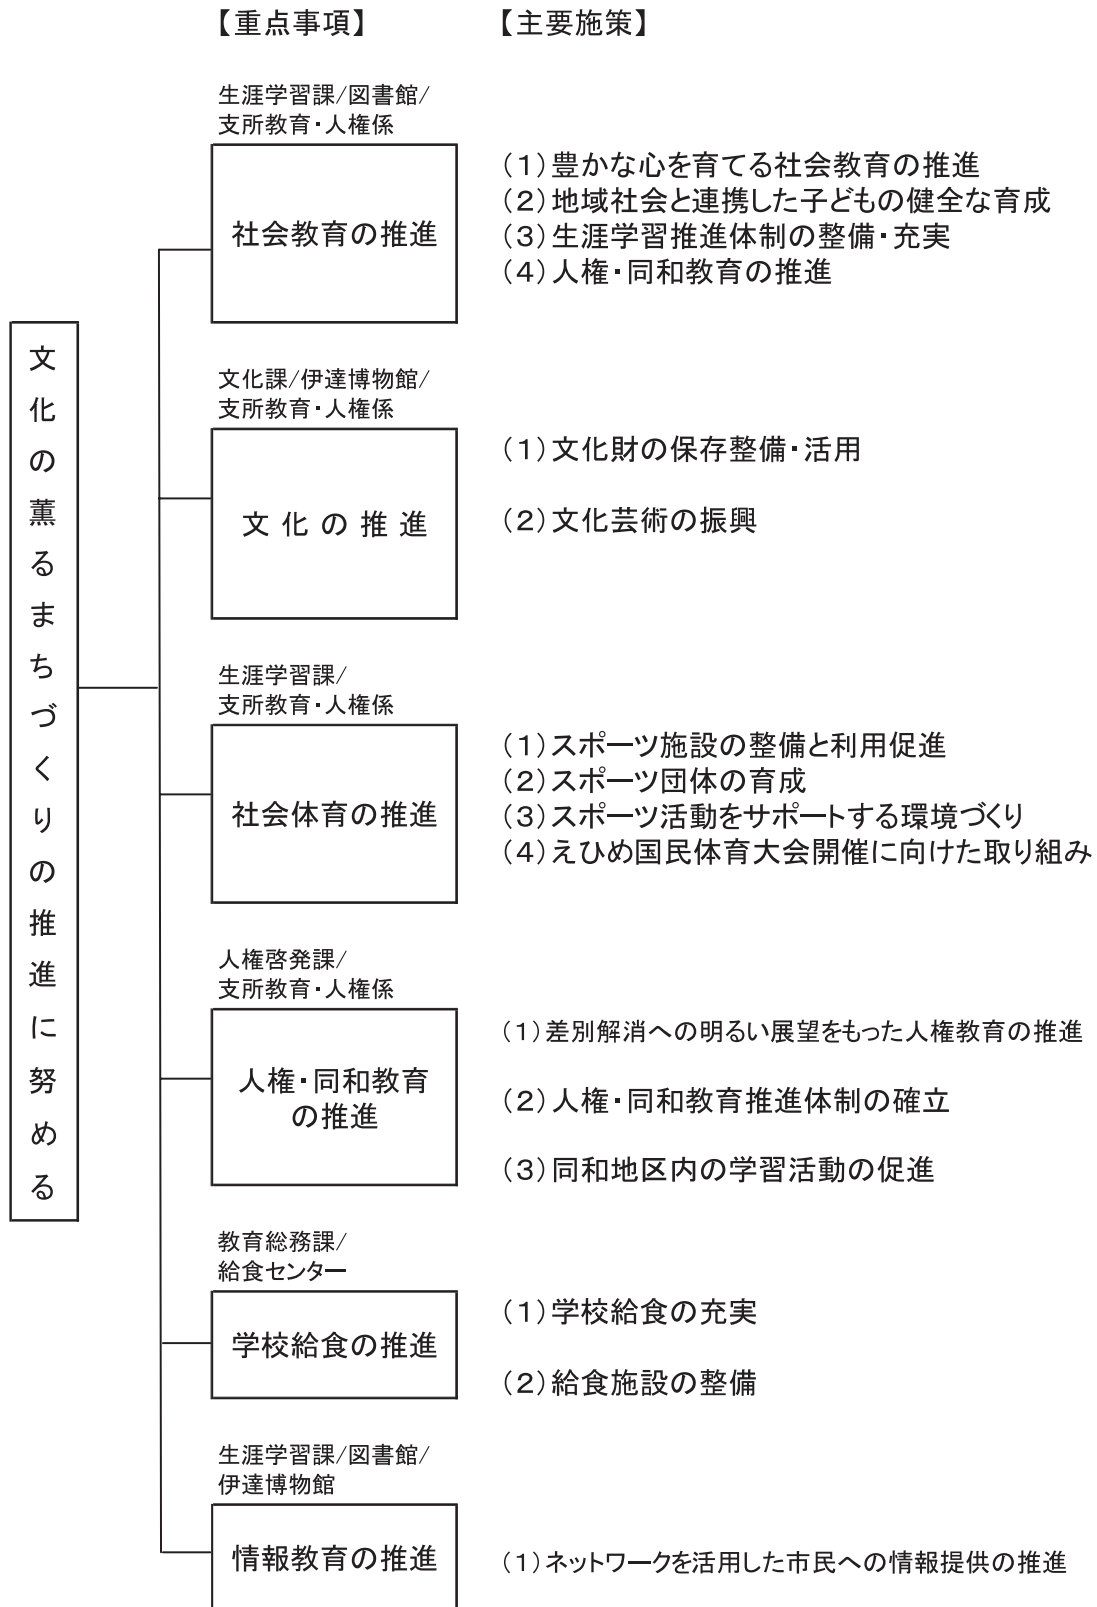 【重点事項】 【主要施策】
文化の薫るまちづくりの推進に努める
生涯学習課/図書館/
支所教育・人権係
社会教育の推進
(1)豊かな心を育てる社会教育の推進
(2)地域社会と連携した子どもの健全な育成
(3)生涯学習推進体制の整備・充実
(4)人権・同和教育の推進
文化課/伊達博物館/
支所教育・人権係
文化の推進
(1)文化財の保存整備・活用
(2)文化芸術の振興
生涯学習課/
支所教育・人権係
社会体育の推進
(1)スポーツ施設の整備と利用促進
(2)スポーツ団体の育成
(3)スポーツ活動をサポートする環境づくり
(4)えひめ国民体育大会開催に向けた取り組み
人権啓発課/
支所教育・人権係
人権・同和教育
の推進
(1)差別解消への明るい展望をもった人権教育の推進
(2)人権・同和教育推進体制の確立
(3)同和地区内の学習活動の促進
教育総務課/
給食センター
学校給食の推進
(1)学校給食の充実
(2)給食施設の整備
生涯学習課/図書館/
伊達博物館
情報教育の推進
(1)ネットワークを活用した市民への情報提供の推進